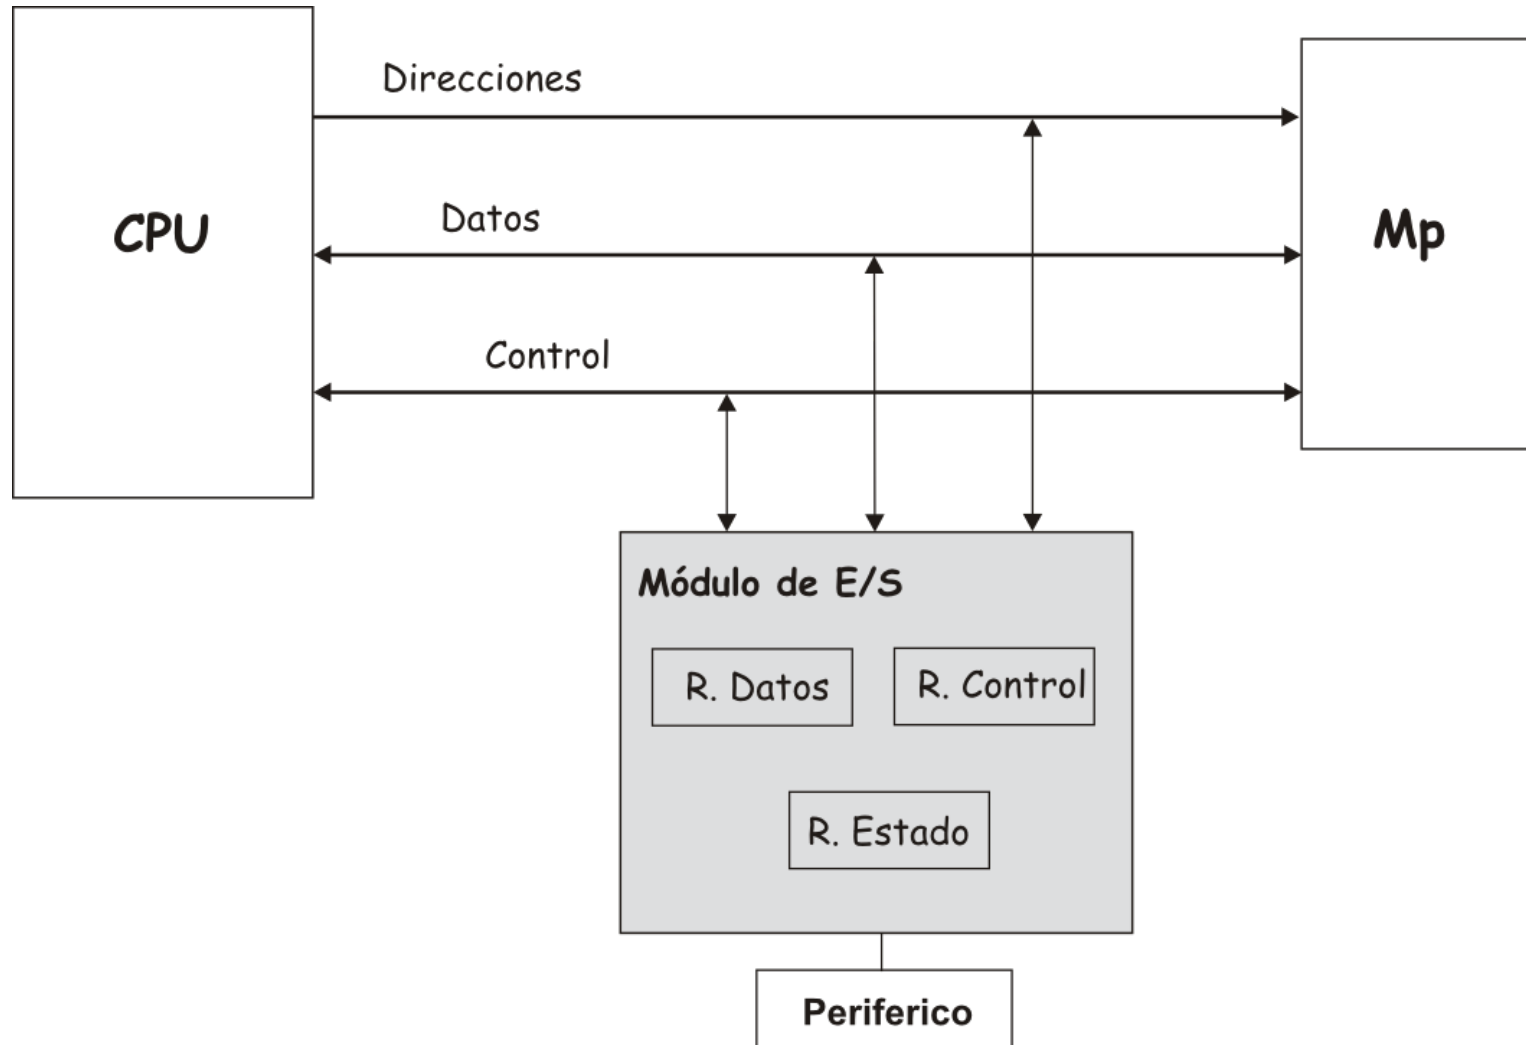 Direcciones
CPU
Datos
Mp
Control
Módulo de E/S
R. Datos
R. Control
R. Estado
Periferico